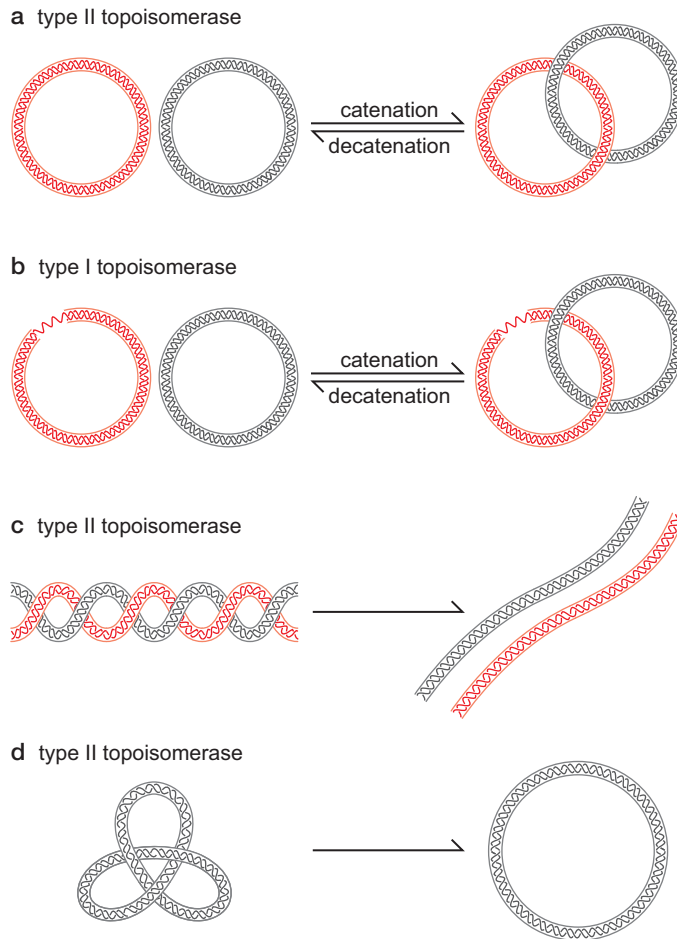 a type II topoisomerase
catenation
decatenation
b type I topoisomerase
catenation
decatenation
c type II topoisomerase
d type II topoisomerase